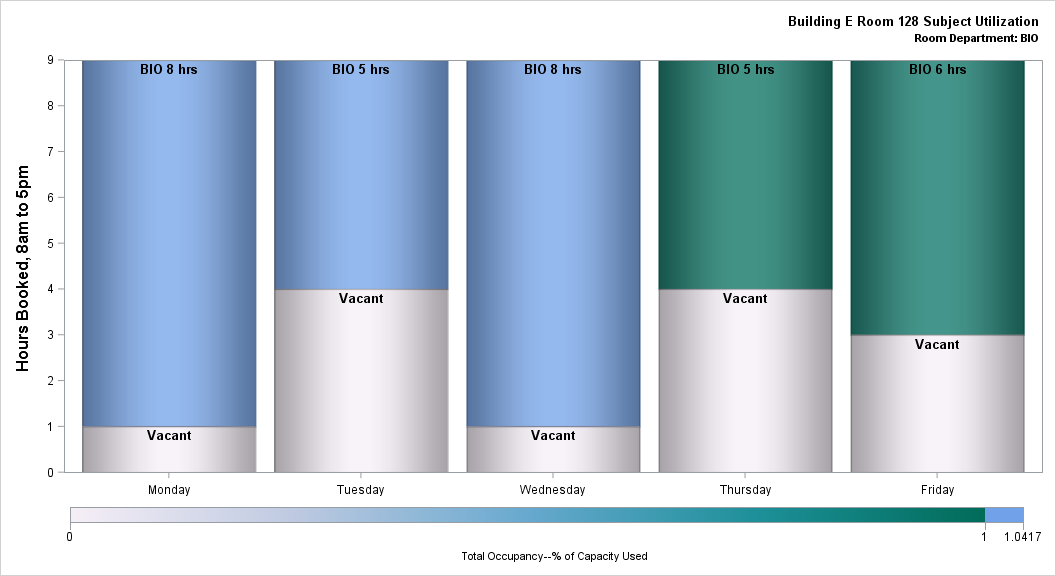 Building E Room 128 Subject Utilization
Room Department: BIO
Hours Booked, 8am to 5pm
9
8
7
6
5
4
3
2
1
0
BIO 8 hrs
BIO 5 hrs
BIO 8 hrs
BIO 5 hrs
BIO 6 hrs
Vacant
Vacant
Vacant
Vacant
Vacant
Monday
Tuesday
Wednesday
Thursday
Friday
0
1
1.0417
Total Occupancy--% of Capacity Used